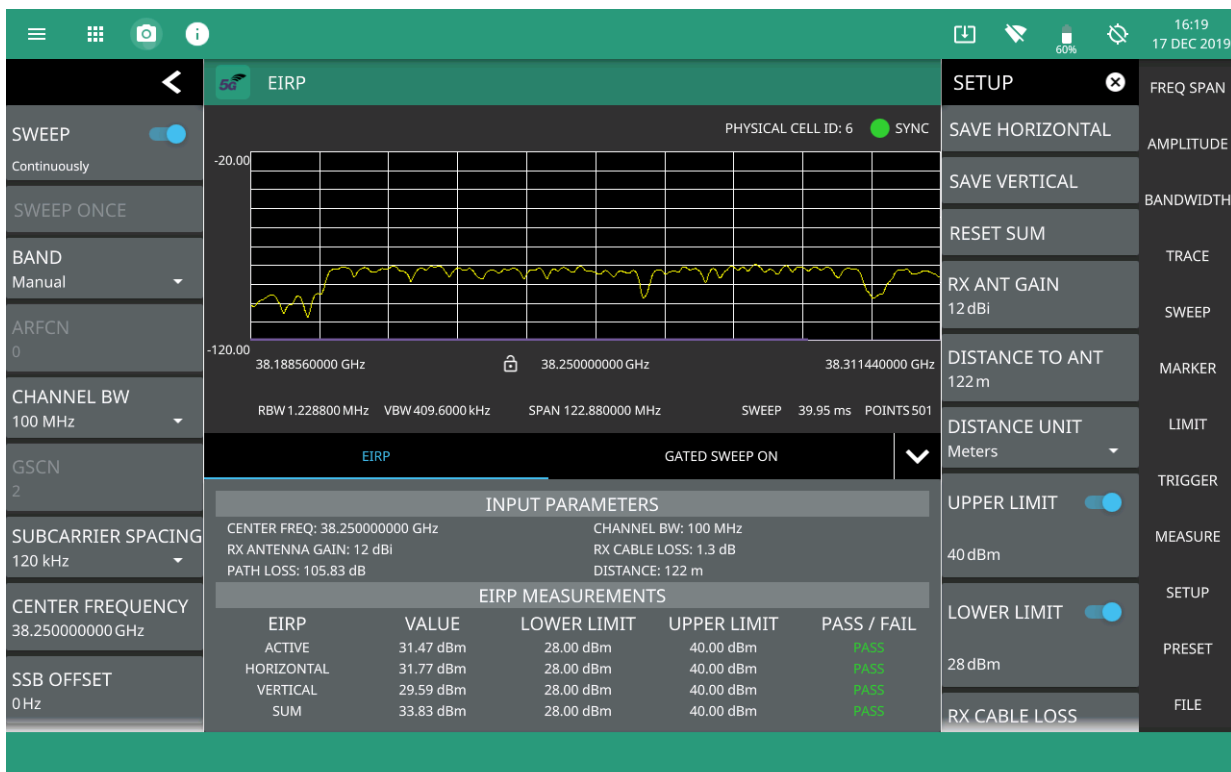 60%
16:19
17 DEC 2019
5G EIRP
SWEEP
Continuously
SWEEP ONCE
BAND
Manual
ARFCN
0
CHANNEL BW
100 MHz
GSCN
2
SUBCARRIER SPACING
120 kHz
CENTER FREQUENCY
38.250000000 GHz
SSB OFFSET
0 Hz
PHYSICAL CELL ID: 6 SYNC
-20.00
-120.00
38.188560000 GHz 38.250000000 GHz 38.311440000 GHz
RBW 1.228800 MHz VBW 409.6000 kHz SPAN 122.880000 MHz SWEEP 39.95 ms POINTS 501
EIRP GATED SWEEP ON
INPUT PARAMETERS
CENTER FREQ: 38.250000000 GHz CHANNEL BW: 100 MHz
RX ANTENNA GAIN: 12 dBi RX CABLE LOSS: 1.3 dB
PATH LOSS: 105.83 dB DISTANCE: 122 m
EIRP MEASUREMENTS
EIRP VALUE LOWER LIMIT UPPER LIMIT PASS / FAIL
ACTIVE 31.47 dBm 28.00 dBm 40.00 dBm PASS
HORIZONTAL 31.77 dBm 28.00 dBm 40.00 dBm PASS
VERTICAL 29.59 dBm 28.00 dBm 40.00 dBm PASS
SUM 33.83 dBm 28.00 dBm 40.00 dBm PASS
SETUP
SAVE HORIZONTAL
SAVE VERTICAL
RESET SUM
RX ANT GAIN
12 dBi
DISTANCE TO ANT
122 m
DISTANCE UNIT
Meters
UPPER LIMIT
40 dBm
LOWER LIMIT
28 dBm
RX CABLE LOSS
FREQ SPAN
AMPLITUDE
BANDWIDTH
TRACE
SWEEP
MARKER
LIMIT
TRIGGER
MEASURE
SETUP
PRESET
FILE